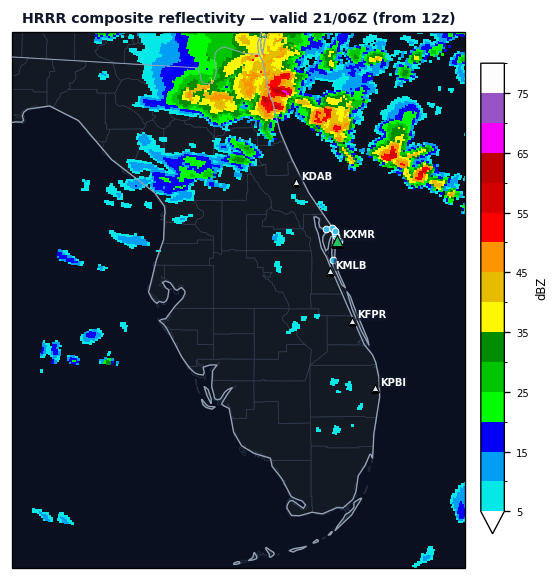 HRRR composite reflectivity — valid 21/06Z (from 12z)
KDAB
KXMR
KMLB
KFPR
KPBI
75
65
55
45
35
25
15
5
dBZ